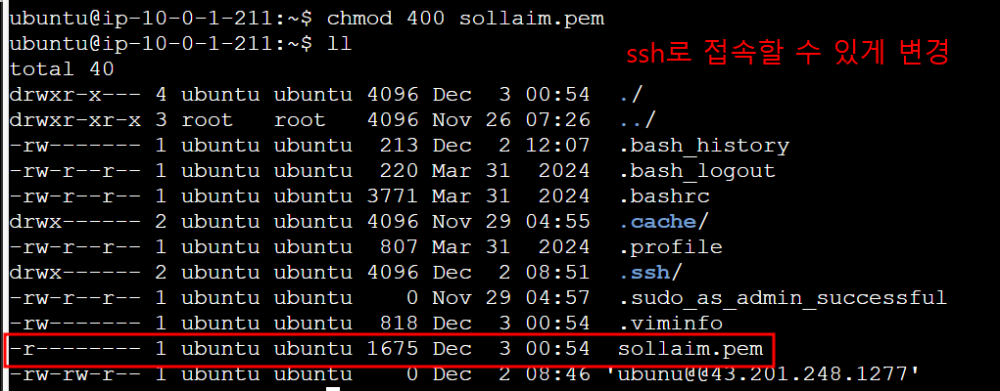 ubuntu@ip-10-0-1-211:~$ chmod 400 sollaim.pem
ubuntu@ip-10-0-1-211:~$ ll
ssh로 접속할 수 있게 변경
total 40
drwxr-x--- 4 ubuntu ubuntu 4096 Dec  3 00:54  ./
drwxr-xr-x 3 root   root   4096 Nov 26 07:26  ../
-rw------- 1 ubuntu ubuntu  213 Dec  2 12:07  .bash_history
-rw-r--r-- 1 ubuntu ubuntu  220 Mar 31  2024  .bash_logout
-rw-r--r-- 1 ubuntu ubuntu 3771 Mar 31  2024  .bashrc
drwx------ 2 ubuntu ubuntu 4096 Nov 29 04:55  .cache/
-rw-r--r-- 1 ubuntu ubuntu  807 Mar 31  2024  .profile
drwx------ 2 ubuntu ubuntu 4096 Dec  2 08:51  .ssh/
-rw-r--r-- 1 ubuntu ubuntu    0 Nov 29 04:57  .sudo_as_admin_successful
-rw------- 1 ubuntu ubuntu  818 Dec  3 00:54  .viminfo
-r-------- 1 ubuntu ubuntu 1675 Dec  3 00:54  sollaim.pem
-rw-rw-r-- 1 ubuntu ubuntu    0 Dec  2 08:46 'ubunu@@43.201.248.1277'